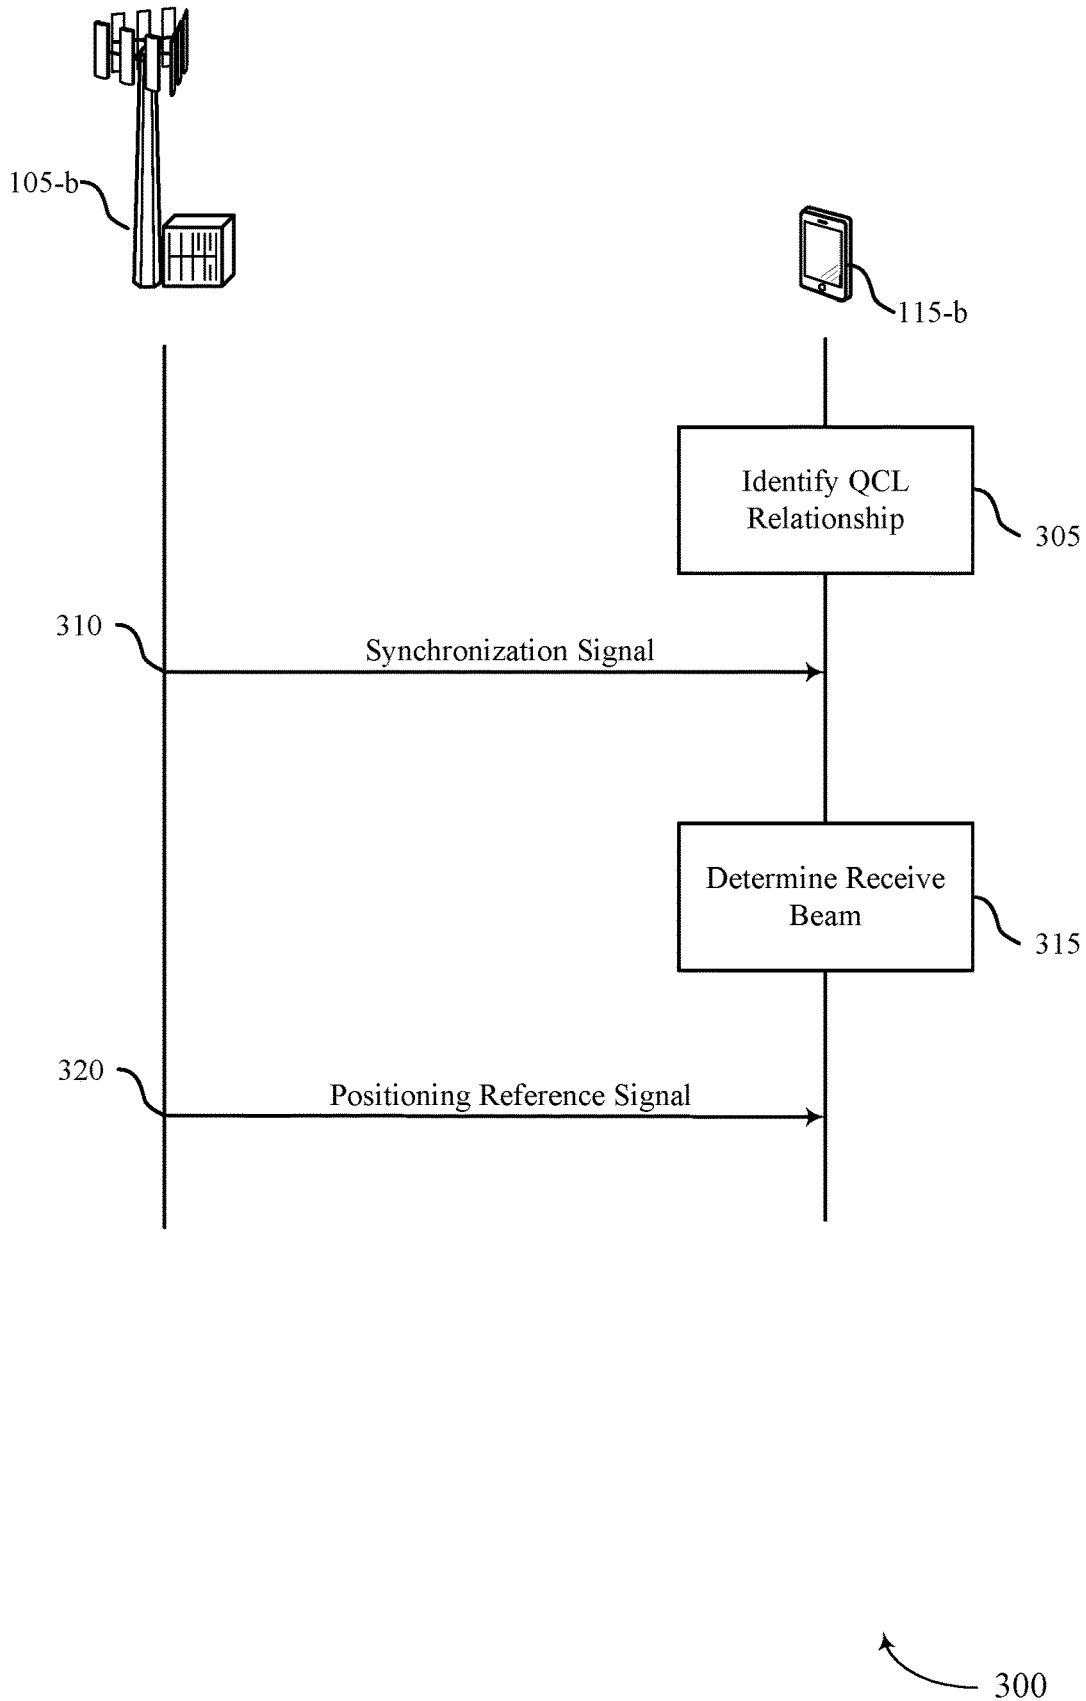 105-b
115-b
Identify QCL
Relationship
305
310
Synchronization Signal
Determine Receive
Beam
315
320
Positioning Reference Signal
300